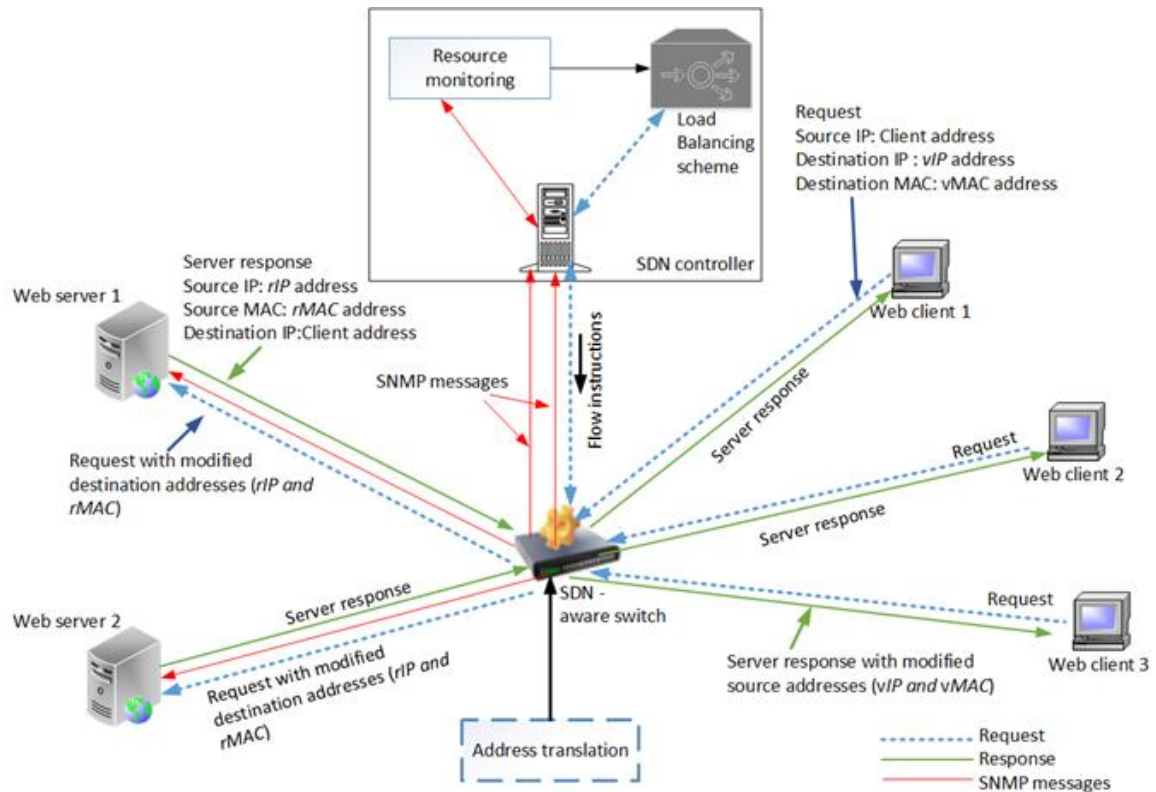 Resource
monitoring
Load
Balancing
scheme
SDN controller
Request
Source IP: Client address
Destination IP : vIP address
Destination MAC: vMAC address
Server response
Source IP: rIP address
Source MAC: rMAC address
Destination IP:Client address
Web server 1
Web client 1
SNMP messages
Flow instructions
Server response
Request with modified
destination addresses (rIP and
rMAC)
Request
Web client 2
Server response
SDN -
aware switch
Server response
Web server 2
Request with modified
destination addresses (rIP and
rMAC)
Request
Web client 3
Server response with modified
source addresses (vIP and vMAC)
Address translation
Request
Response
SNMP messages